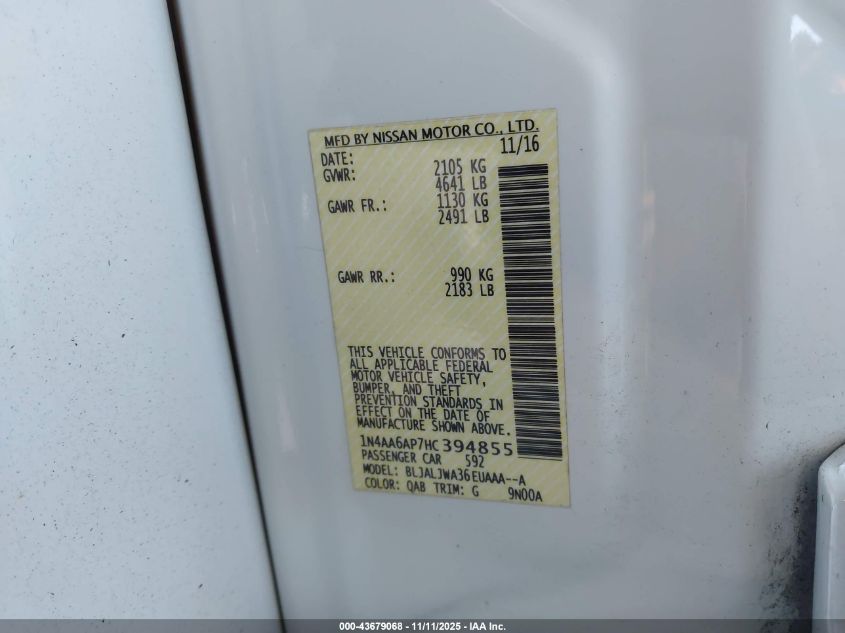 MFD BY NISSAN MOTOR CO., LTD.
DATE: 11/16
GVWR: 2105 KG
4641 LB
GAWR FR.: 1130 KG
2491 LB
GAWR RR.: 990 KG
2183 LB
THIS VEHICLE CONFORMS TO
ALL APPLICABLE FEDERAL
MOTOR VEHICLE SAFETY,
BUMPER, AND THEFT
PREVENTION STANDARDS IN
EFFECT ON THE DATE OF
MANUFACTURE SHOWN ABOVE.
1N4AA6AP7HC394855
PASSENGER CAR 592
MODEL: BLJALJWA36EUAAA--A
COLOR: QAB TRIM: G 9N00A
000-43679068 - 11/11/2025 - IAA Inc.